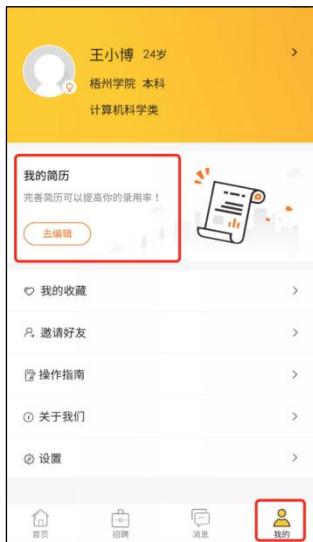 王小博 24岁
梧州学院 本科
计算机科学类
我的简历
完善简历可以提高你的录用率！
去编辑
我的收藏
邀请好友
操作指南
关于我们
设置
首页
招聘
消息
我的